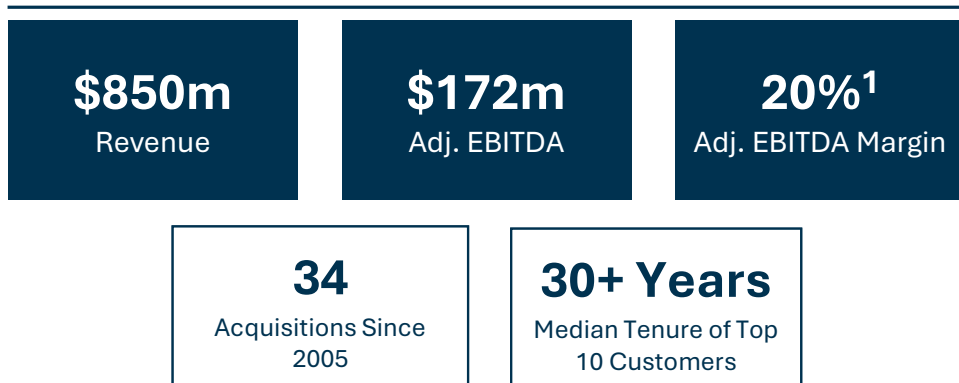 $850m
Revenue
$172m
Adj. EBITDA
20%¹
Adj. EBITDA Margin
34
Acquisitions Since
2005
30+ Years
Median Tenure of Top
10 Customers